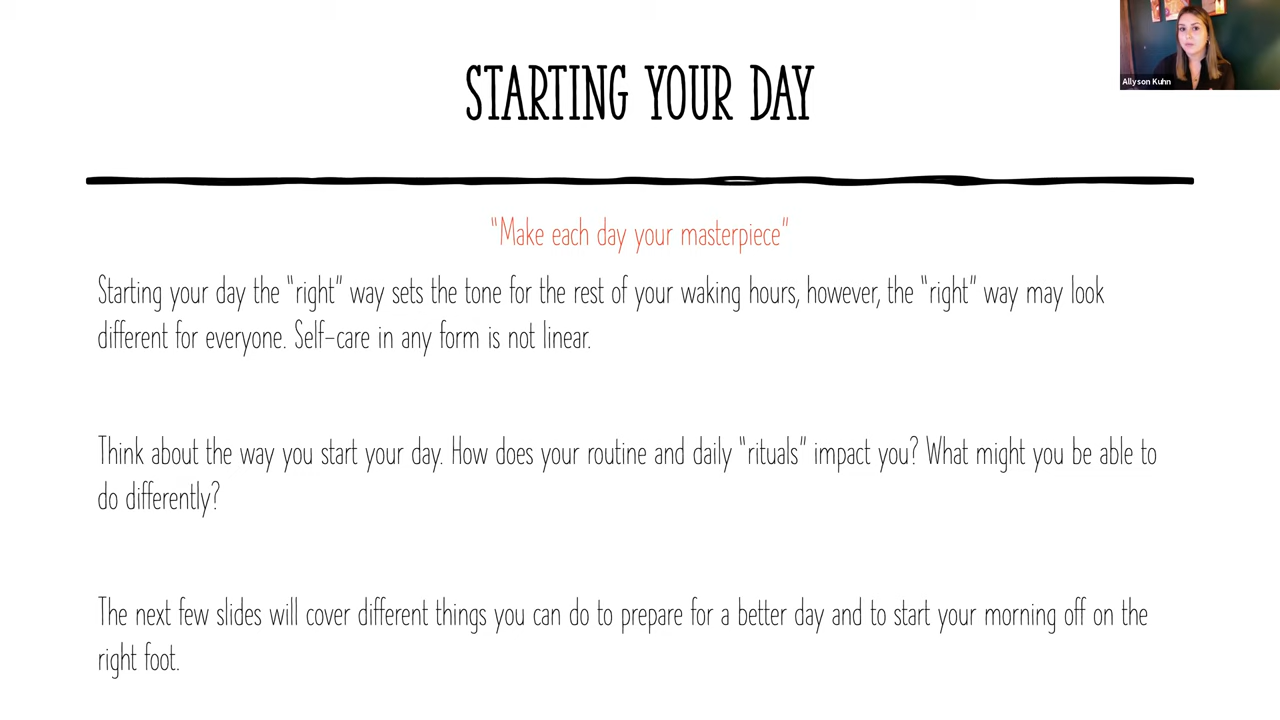 STARTING YOUR DAY
Allyson Kuhn
"Make each day your masterpiece"
Starting your day the "right" way sets the tone for the rest of your waking hours, however, the "right" way may look
different for everyone. Self-care in any form is not linear.
Think about the way you start your day. How does your routine and daily "rituals" impact you? What might you be able to
do differently?
The next few slides will cover different things you can do to prepare for a better day and to start your morning off on the
right foot.